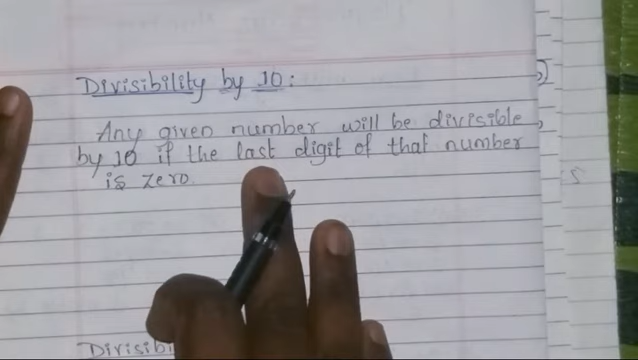 Divisibility by 10:
Any given number will be divisible
by 10 if the last digit of that number
is zero.
Divisibi